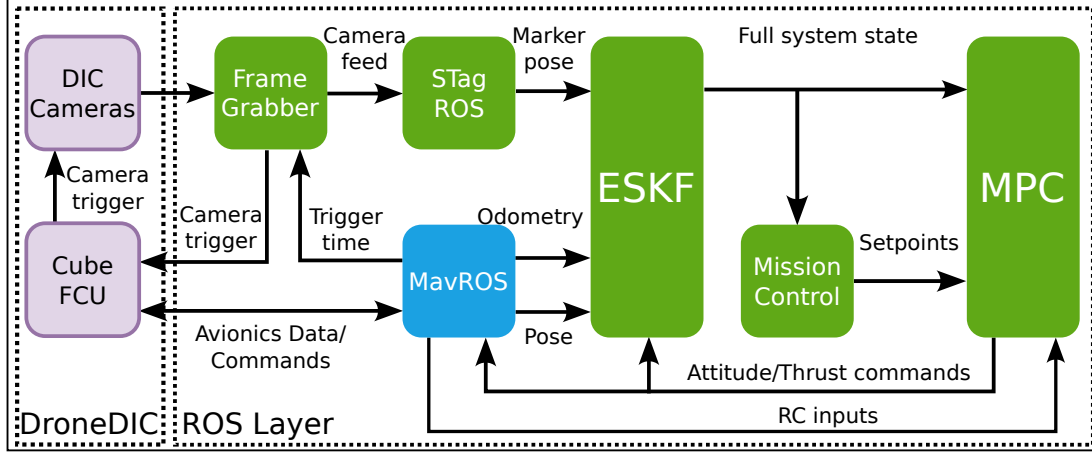 DIC
Cameras
Camera
trigger
Cube
FCU
DroneDIC
Frame
Grabber
Camera
feed
STag
ROS
Marker
pose
Camera
trigger
Trigger
time
MavROS
Odometry
Pose
Avionics Data/
Commands
ESKF
Full system state
Mission
Control
Setpoints
MPC
Attitude/Thrust commands
RC inputs
ROS Layer